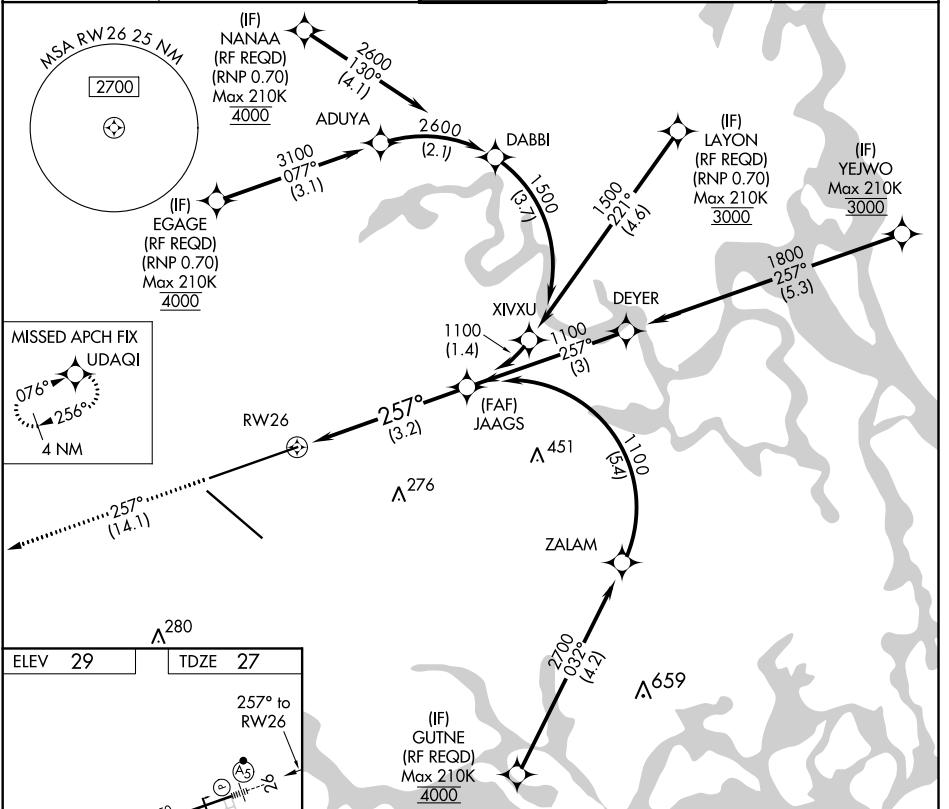 MSA RW26 25 NM
2700
(IF)
NANAA
(RF REQD)
(RNP 0.70)
Max 210K
4000
2600
130°
(4.1)
ADUYA
2600
(2.1)
DABBI
3100
077°
(3.1)
(IF)
EGAGE
(RF REQD)
(RNP 0.70)
Max 210K
4000
1500
(3.7)
(IF)
LAYON
(RF REQD)
(RNP 0.70)
Max 210K
3000
1500
221°
(4.6)
(IF)
YEJWO
Max 210K
3000
1800
257°
(5.3)
XIVXU
DEYER
1100
(1.4)
1100
257°
(3)
MISSED APCH FIX
UDAQI
076°
256°
4 NM
(FAF)
JAAGS
RW26
257°
(3.2)
451
276
1100
(5.4)
257°
(14.1)
ZALAM
280
2700
032°
(4.2)
659
(IF)
GUTNE
(RF REQD)
Max 210K
4000
ELEV 29
TDZE 27
257° to
RW26
P
A5
26